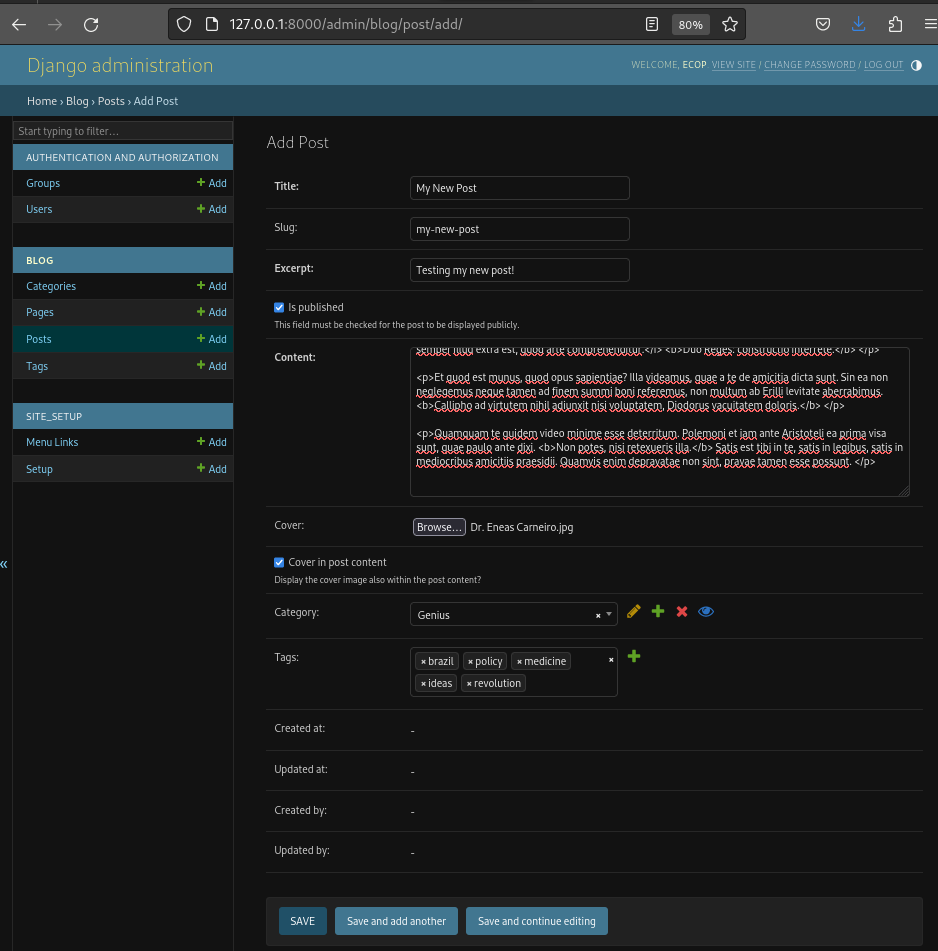 127.0.0.1:8000/admin/blog/post/add/ 80%
Django administration
WELCOME, ECOP VIEW SITE / CHANGE PASSWORD / LOG OUT
Home › Blog › Posts › Add Post
Start typing to filter…
AUTHENTICATION AND AUTHORIZATION
Groups + Add
Users + Add
BLOG
Categories + Add
Pages + Add
Posts + Add
Tags + Add
SITE_SETUP
Menu Links + Add
Setup + Add
«
Add Post
Title: My New Post
Slug: my-new-post
Excerpt: Testing my new post!
Is published
This field must be checked for the post to be displayed publicly.
Content:
semper illud extra est, quod arte comprehenditur.</i> <b>Duo Reges: constructio interrete.</b> </p>
<p>Et quod est munus, quod opus sapientiae? Illa videamus, quae a te de amicitia dicta sunt. Sin ea non
neglegemus neque tamen ad finem summi boni referemus, non multum ab Erilli levitate aberrabimus.
<b>Callipho ad virtutem nihil adiunxit nisi voluptatem, Diodorus vacuitatem doloris.</b> </p>
<p>Quamquam te quidem video minime esse deterritum. Polemoni et iam ante Aristoteli ea prima visa
sunt, quae paulo ante dixi. <b>Non potes, nisi retexueris illa.</b> Satis est tibi in te, satis in legibus, satis in
mediocribus amicitiis praesidii. Quamvis enim depravatae non sint, pravae tamen esse possunt. </p>
Cover: Browse… Dr. Eneas Carneiro.jpg
Cover in post content
Display the cover image also within the post content?
Category: Genius ×
Tags: × brazil × policy × medicine ×
× ideas × revolution
Created at: -
Updated at: -
Created by: -
Updated by: -
SAVE Save and add another Save and continue editing